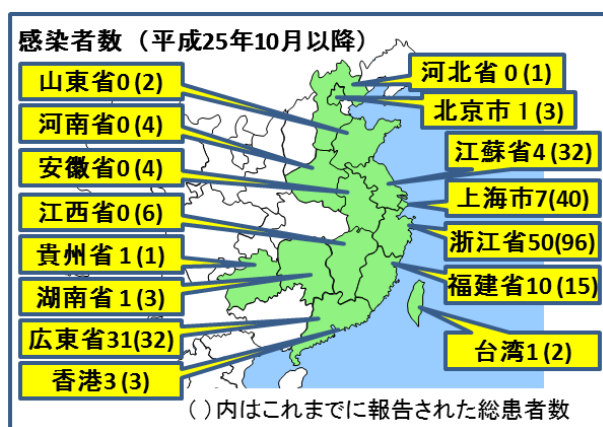 感染者数（平成25年10月以降）
山東省0(2)
河南省0(4)
安徽省0(4)
江西省0(6)
貴州省1(1)
湖南省1(3)
広東省31(32)
香港3(3)
河北省0(1)
北京市1(3)
江蘇省4(32)
上海市7(40)
浙江省50(96)
福建省10(15)
台湾1(2)
（）内はこれまでに報告された総患者数